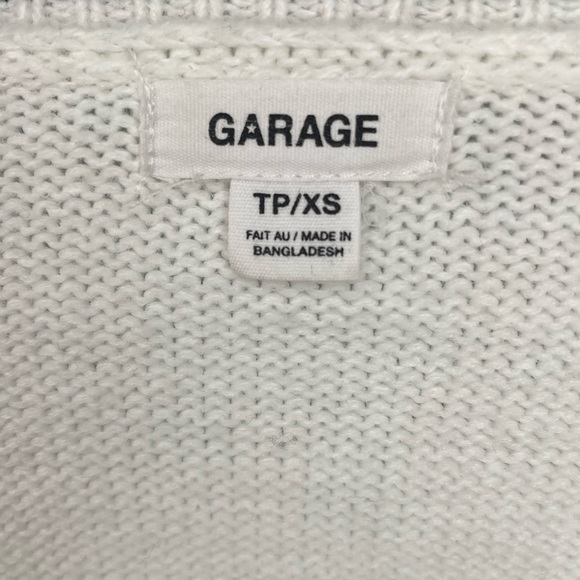 GARAGE
TP/XS
FAIT AU / MADE IN
BANGLADESH